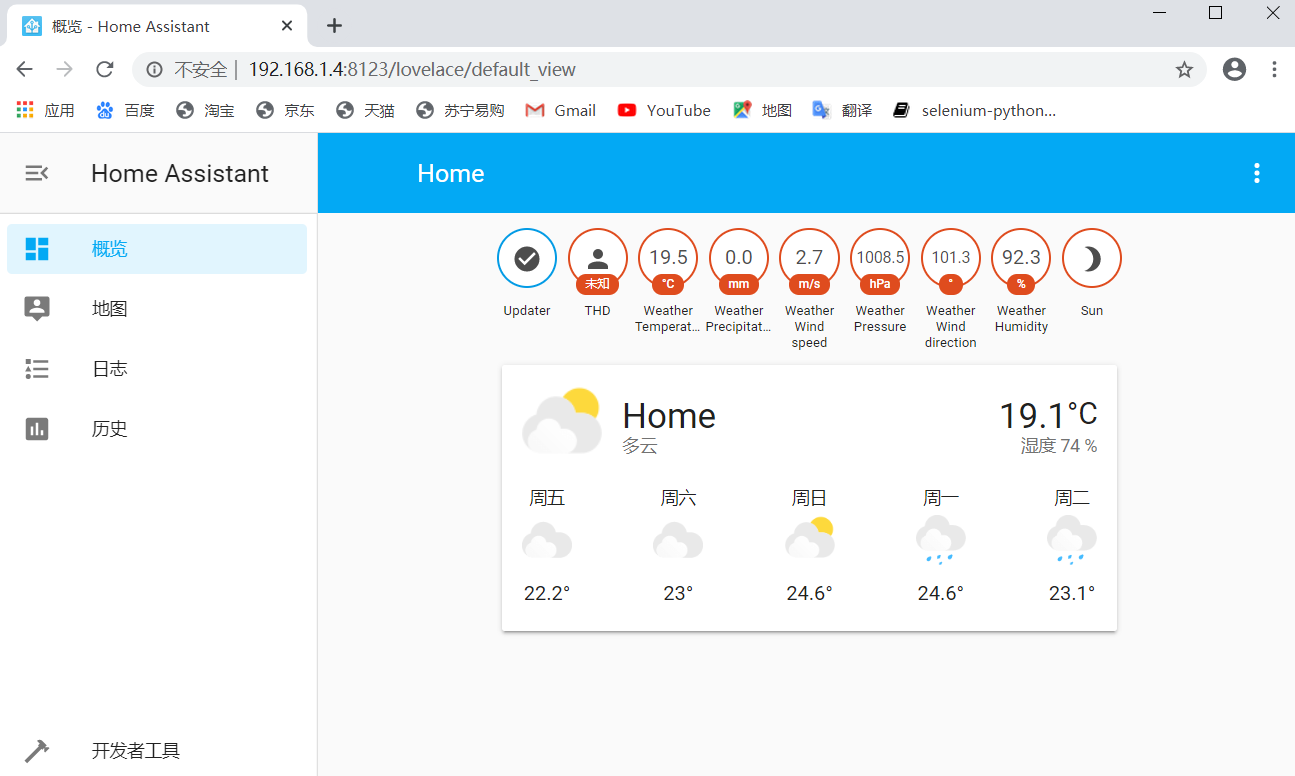 概览 - Home Assistant
不安全 | 192.168.1.4:8123/lovelace/default_view
应用 百度 淘宝 京东 天猫 苏宁易购 Gmail YouTube 地图 翻译 selenium-python...
Home Assistant
Home
概览
地图
日志
历史
开发者工具
Updater
未知
THD
19.5
°C
Weather
Temperat...
0.0
mm
Weather
Precipitat...
2.7
m/s
Weather
Wind
speed
1008.5
hPa
Weather
Pressure
101.3
°
Weather
Wind
direction
92.3
%
Weather
Humidity
Sun
Home
多云
19.1°C
湿度 74 %
周五 周六 周日 周一 周二
22.2° 23° 24.6° 24.6° 23.1°